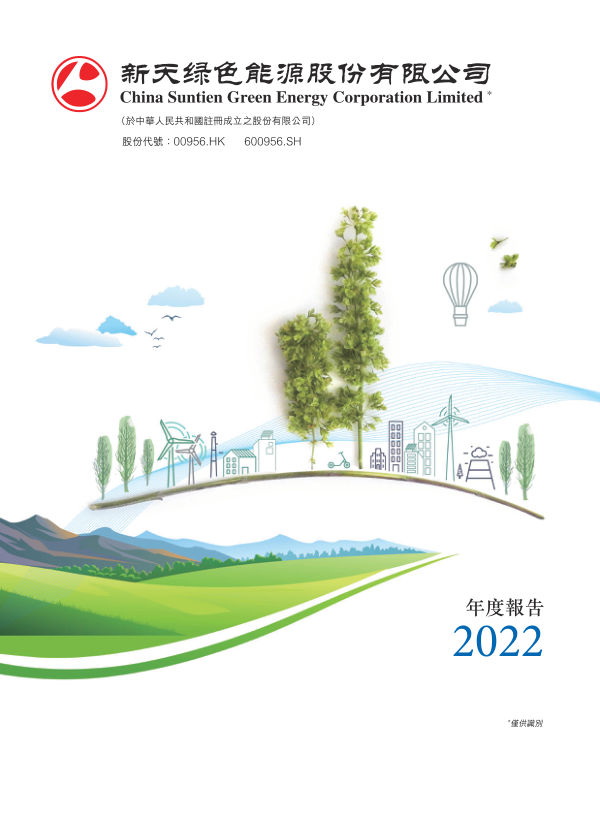 新天绿色能源股份有限公司
China Suntien Green Energy Corporation Limited *
（於中華人民共和國註冊成立之股份有限公司）
股份代號：00956.HK 600956.SH
年度報告
2022
*僅供識別